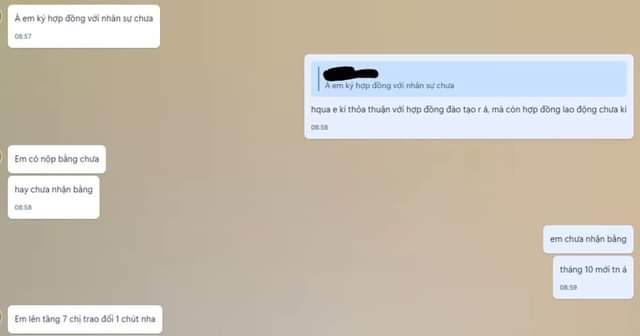 À em ký hợp đồng với nhân sự chưa
08:57
À em ký hợp đồng với nhân sự chưa
hqua e kí thỏa thuận với hợp đồng đào tạo r á, mà còn hợp đồng lao động chưa kí
08:58
Em có nộp bằng chưa
hay chưa nhận bằng
08:58
em chưa nhận bằng
tháng 10 mới tn á
08:59
Em lên tầng 7 chị trao đổi 1 chút nha